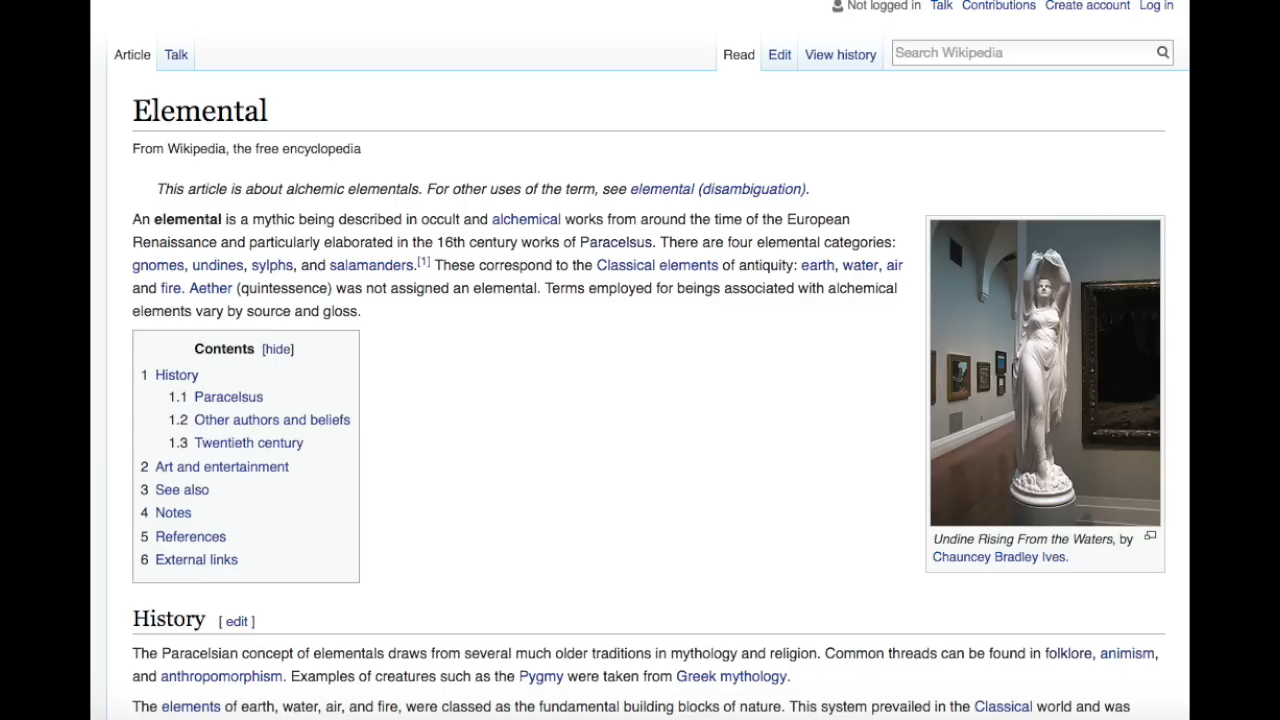 Not logged in Talk Contributions Create account Log in
Article Talk Read Edit View history Search Wikipedia
Elemental
From Wikipedia, the free encyclopedia
This article is about alchemic elementals. For other uses of the term, see elemental (disambiguation).
An elemental is a mythic being described in occult and alchemical works from around the time of the European
Renaissance and particularly elaborated in the 16th century works of Paracelsus. There are four elemental categories:
gnomes, undines, sylphs, and salamanders.[1] These correspond to the Classical elements of antiquity: earth, water, air
and fire. Aether (quintessence) was not assigned an elemental. Terms employed for beings associated with alchemical
elements vary by source and gloss.
Contents [hide]
1 History
1.1 Paracelsus
1.2 Other authors and beliefs
1.3 Twentieth century
2 Art and entertainment
3 See also
4 Notes
5 References
6 External links
Undine Rising From the Waters, by
Chauncey Bradley Ives.
History [ edit ]
The Paracelsian concept of elementals draws from several much older traditions in mythology and religion. Common threads can be found in folklore, animism,
and anthropomorphism. Examples of creatures such as the Pygmy were taken from Greek mythology.
The elements of earth, water, air, and fire, were classed as the fundamental building blocks of nature. This system prevailed in the Classical world and was